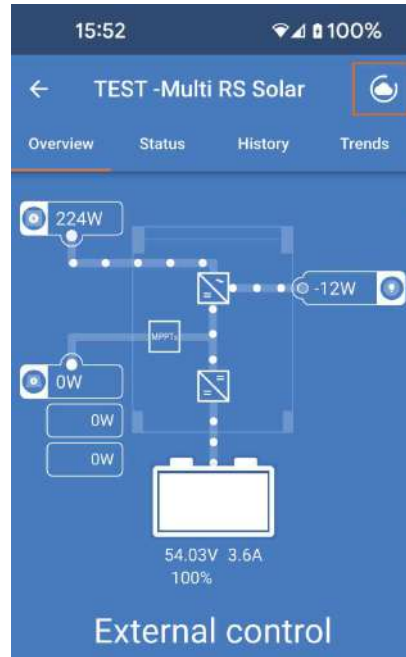 15:52 100%
TEST -Multi RS Solar
Overview Status History Trends
224W
-12W
MPPTs
0W
0W
0W
54.03V 3.6A
100%
External control